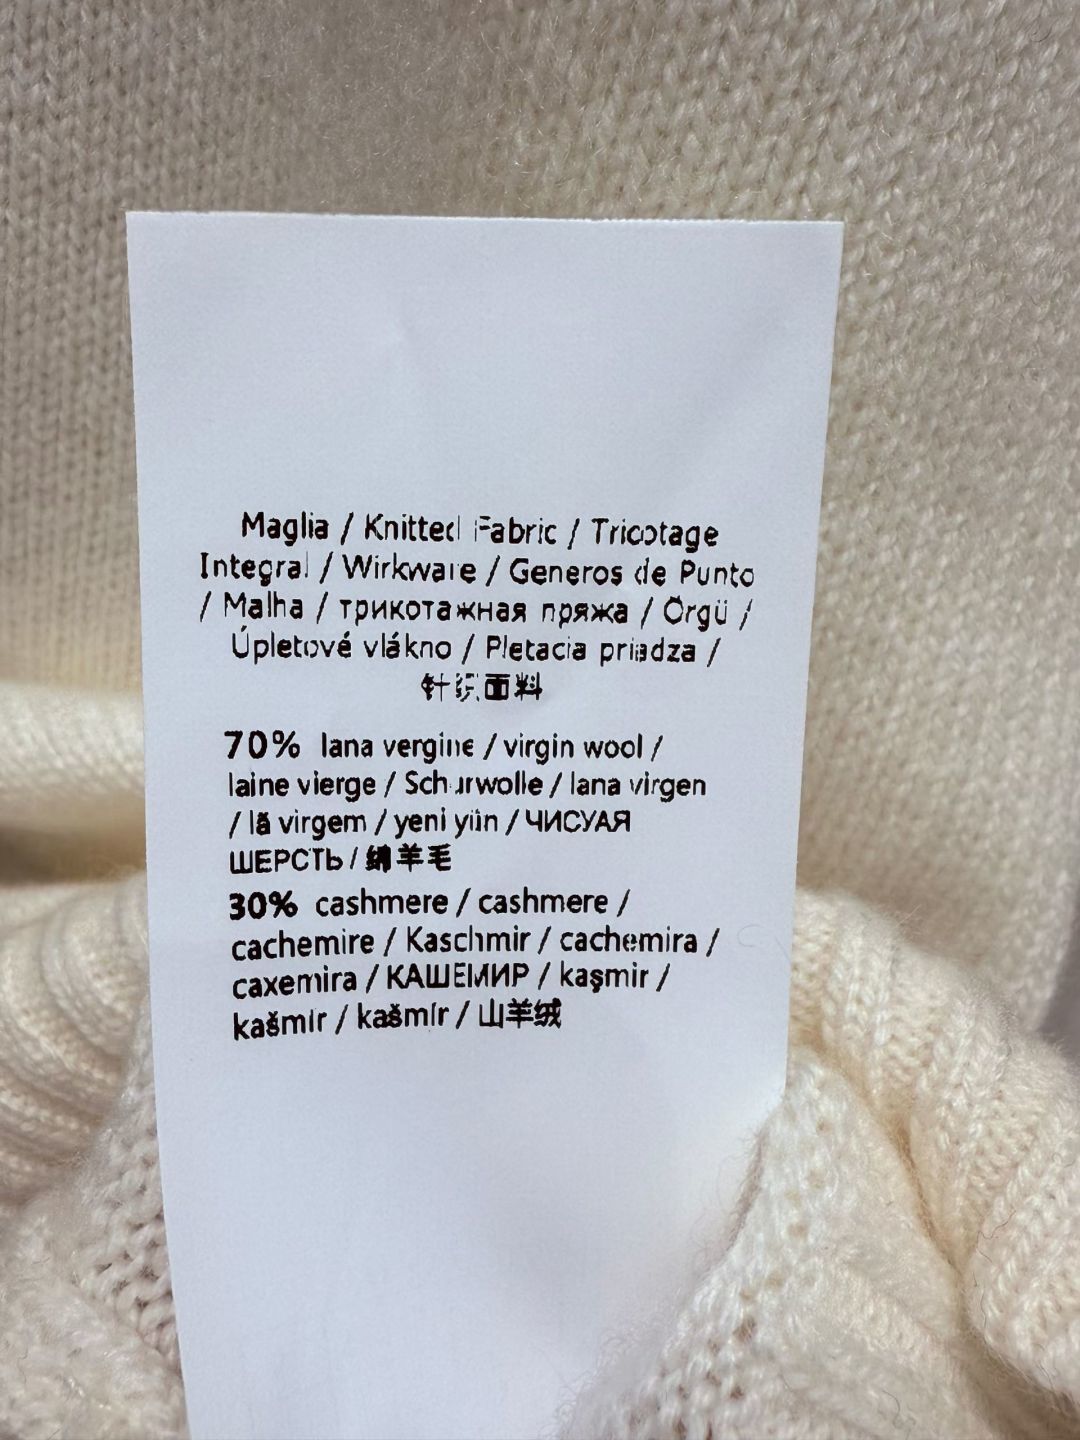 Maglia / Knitted Fabric / Tricotage
Integral / Wirkware / Generos de Punto
/ Malha / трикотажная пряжа / Örgü /
Úpletové vlákno / Pletacia priadza /
针织面料
70% lana vergine / virgin wool /
laine vierge / Schurwolle / lana virgen
/ lã virgem / yeni yün / ЧИСУАЯ
ШЕРСТЬ / 绵羊毛
30% cashmere / cashmere /
cachemire / Kaschmir / cachemira /
caxemira / КАШЕМИР / kaşmir /
kašmír / kašmír / 山羊绒